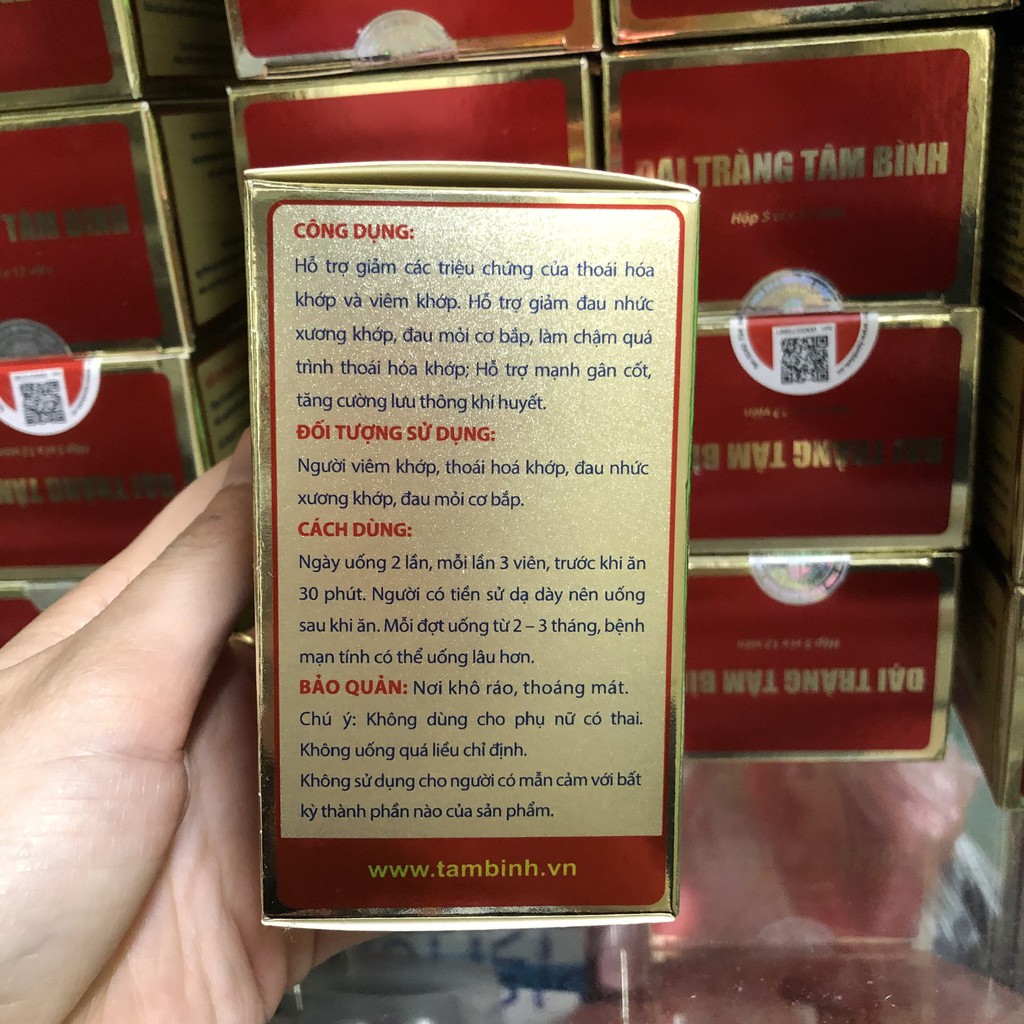 CÔNG DỤNG:
Hỗ trợ giảm các triệu chứng của thoái hóa
khớp và viêm khớp. Hỗ trợ giảm đau nhức
xương khớp, đau mỏi cơ bắp, làm chậm quá
trình thoái hóa khớp; Hỗ trợ mạnh gân cốt,
tăng cường lưu thông khí huyết.
ĐỐI TƯỢNG SỬ DỤNG:
Người viêm khớp, thoái hoá khớp, đau nhức
xương khớp, đau mỏi cơ bắp.
CÁCH DÙNG:
Ngày uống 2 lần, mỗi lần 3 viên, trước khi ăn
30 phút. Người có tiền sử dạ dày nên uống
sau khi ăn. Mỗi đợt uống từ 2 – 3 tháng, bệnh
mạn tính có thể uống lâu hơn.
BẢO QUẢN: Nơi khô ráo, thoáng mát.
Chú ý: Không dùng cho phụ nữ có thai.
Không uống quá liều chỉ định.
Không sử dụng cho người có mẫn cảm với bất
kỳ thành phần nào của sản phẩm.
www.tambinh.vn
ĐẠI TRÀNG TÂM BÌNH
TÂM BÌNH
ĐẠI TRÀNG TÂM BÌ
ĐẠI TRÀNG TÂM BÌ
ĐẠI TRÀNG TÂM